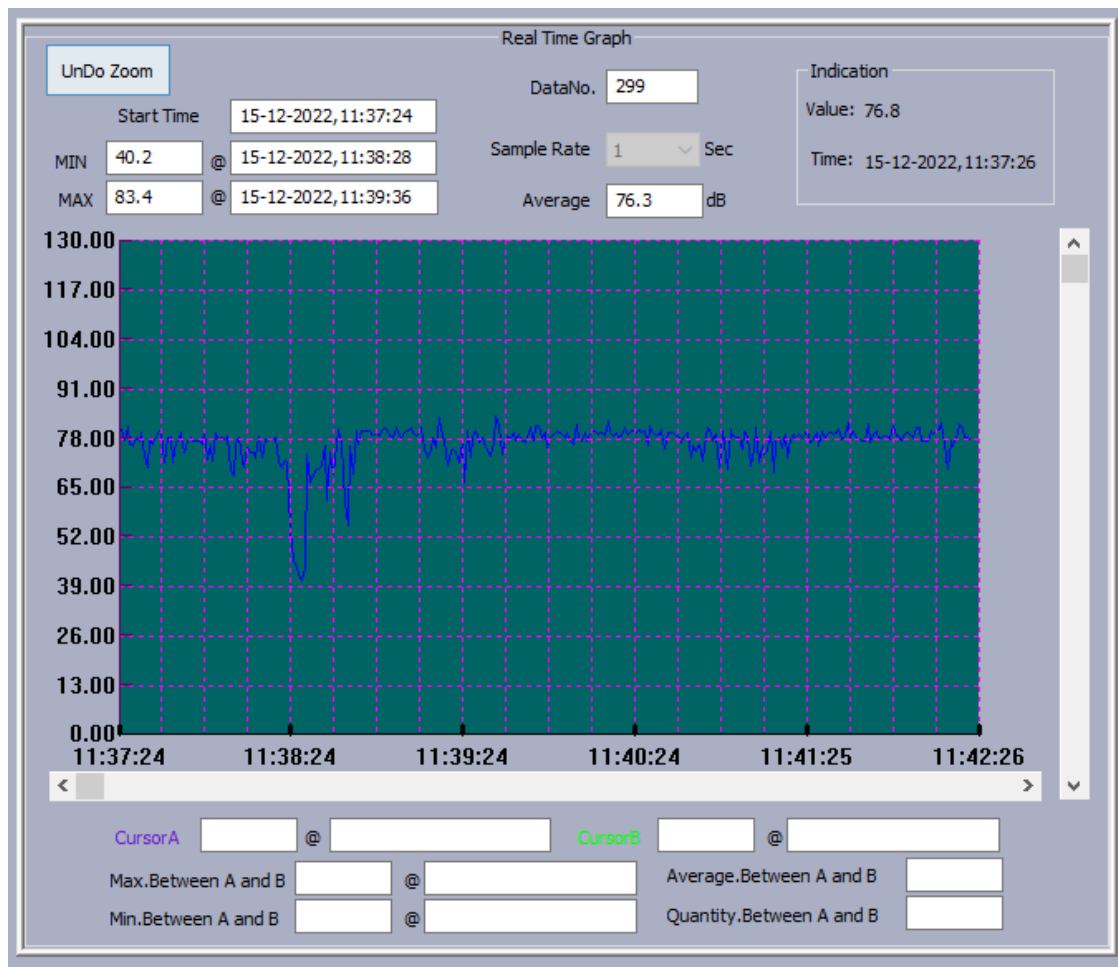 Real Time Graph
UnDo Zoom
DataNo. 299
Indication
Start Time 15-12-2022,11:37:24
Value: 76.8
MIN 40.2 @ 15-12-2022,11:38:28
Sample Rate 1 Sec
Time: 15-12-2022,11:37:26
MAX 83.4 @ 15-12-2022,11:39:36
Average 76.3 dB
130.00
117.00
104.00
91.00
78.00
65.00
52.00
39.00
26.00
13.00
0.00
11:37:24 11:38:24 11:39:24 11:40:24 11:41:25 11:42:26
CursorA @ CursorB @
Max.Between A and B @ Average.Between A and B
Min.Between A and B @ Quantity.Between A and B